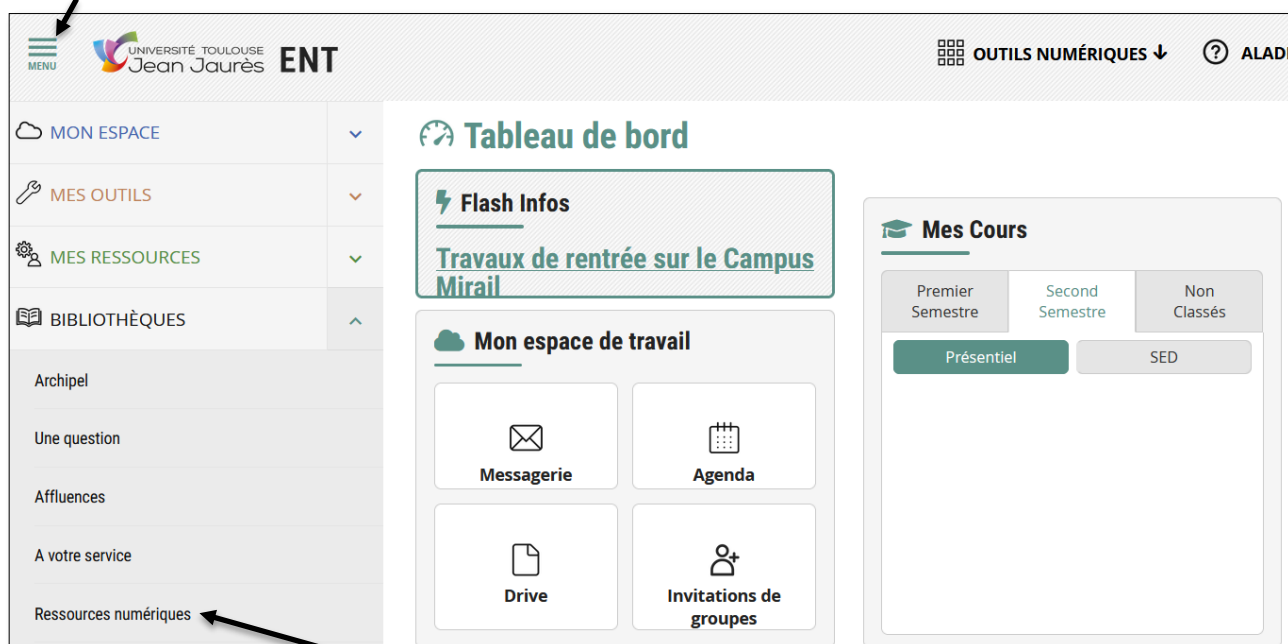 MENU
UNIVERSITÉ TOULOUSE
Jean Jaurès
ENT
OUTILS NUMÉRIQUES
MON ESPACE
MES OUTILS
MES RESSOURCES
BIBLIOTHÈQUES
Archipel
Une question
Affluences
A votre service
Ressources numériques
Tableau de bord
Flash Infos
Travaux de rentrée sur le Campus
Mirail
Mon espace de travail
Messagerie
Agenda
Drive
Invitations de
groupes
Mes Cours
Premier
Semestre
Second
Semestre
Non
Classés
Présentiel
SED